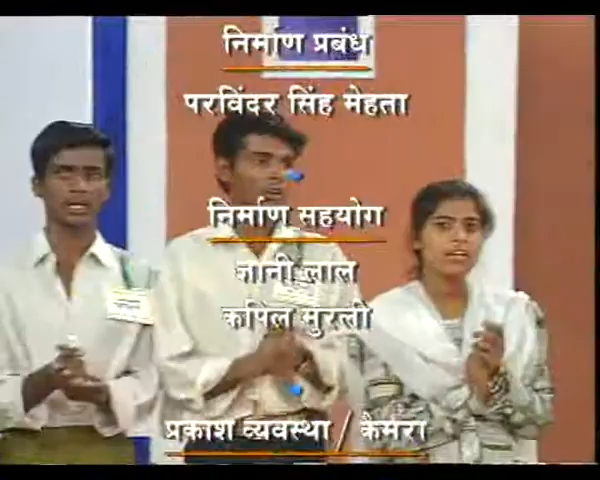 निर्माण प्रबंध
परविंदर सिंह मेहता
निर्माण सहयोग
ज्ञानी लाल
कपिल मुरली
प्रकाश व्यवस्था / कैमरा